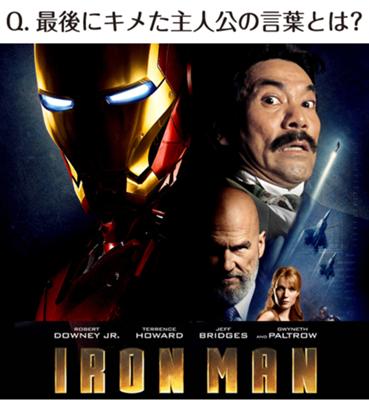 Q. 最後にキメた主人公の言葉とは?
ROBERT DOWNEY JR. TERRENCE HOWARD JEFF BRIDGES AND GWYNETH PALTROW
IRON MAN